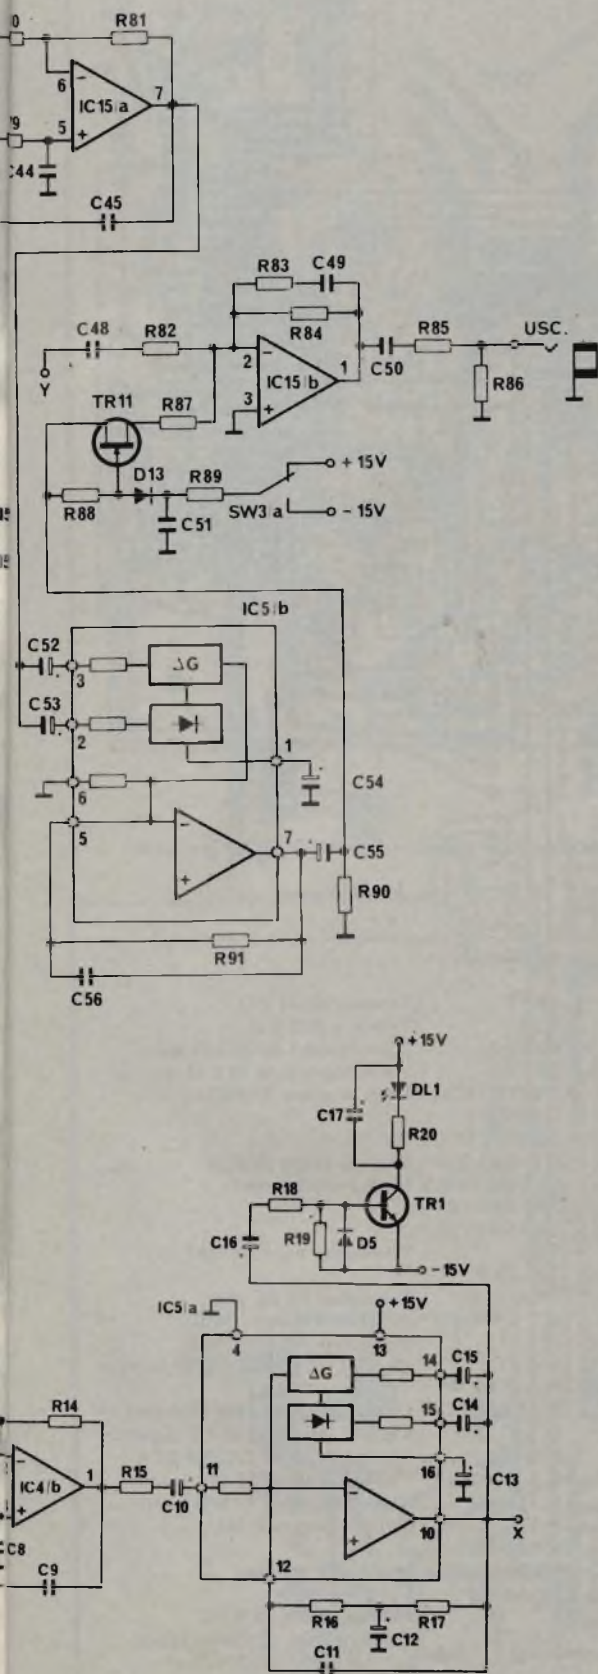 0 R81
6
IC15/a
7
5
C44
C45
R83 C49
R84
C48 R82
R85 USC.
2
IC15/b
1
C50
3
R86
Y
TR11 R87
D13 R89
+15V
R88
C51
SW3/a
-15V
IC5/b
C52
3
ΔG
C53
2
1
6
C54
5
7
C55
R90
R91
C56
+15V
DL1
C17
R20
R18
TR1
C16 R19 D5
-15V
IC5/a +15V
4 13
14 C15
ΔG
R14
15 C14
16
R15 11
1
IC4/b
C10
C13
10
X
C8
C9
12
R16 R17
C12
C11